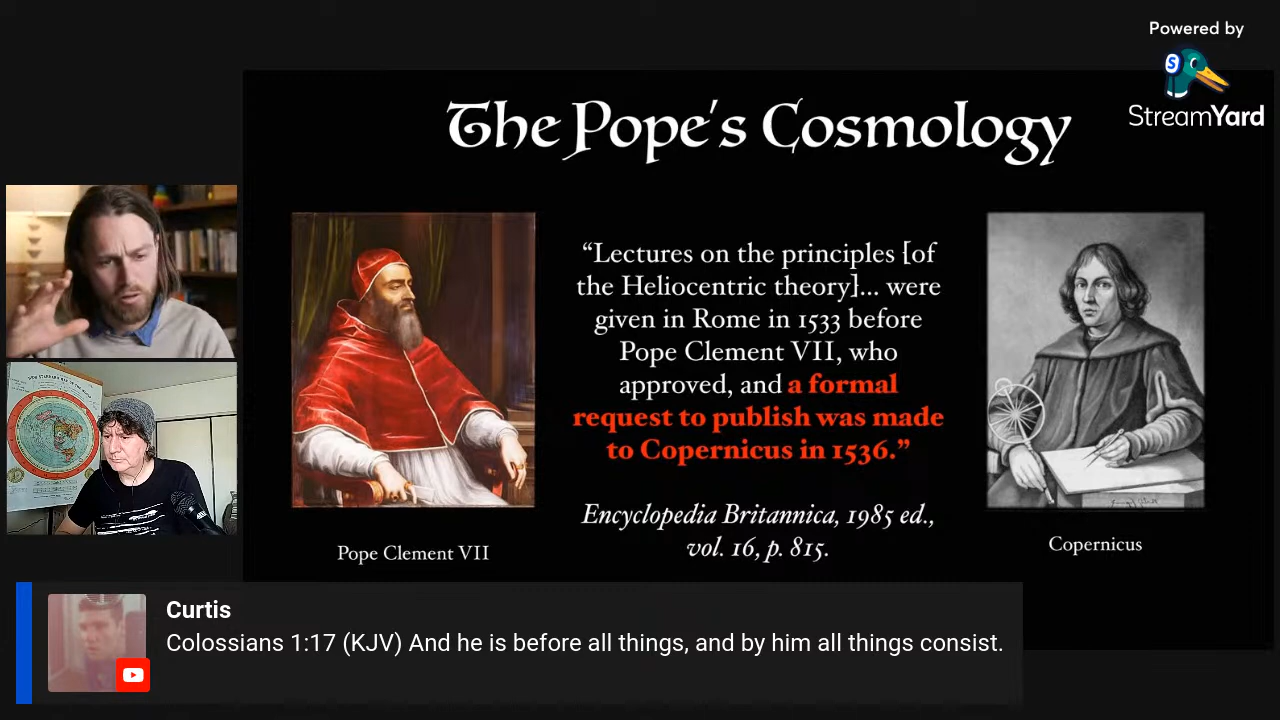 Powered by
StreamYard
The Pope's Cosmology
“Lectures on the principles [of
the Heliocentric theory]... were
given in Rome in 1533 before
Pope Clement VII, who
approved, and a formal
request to publish was made
to Copernicus in 1536.”
Encyclopedia Britannica, 1985 ed.,
vol. 16, p. 815.
Pope Clement VII
Copernicus
Curtis
Colossians 1:17 (KJV) And he is before all things, and by him all things consist.